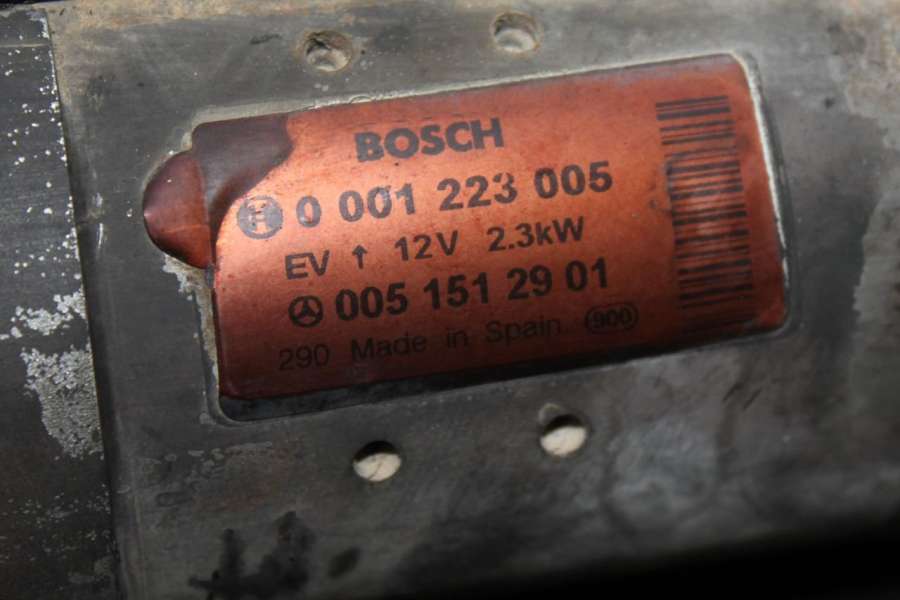 BOSCH
0 001 223 005
EV ↑ 12V 2.3kW
005 151 29 01
290 Made in Spain 900